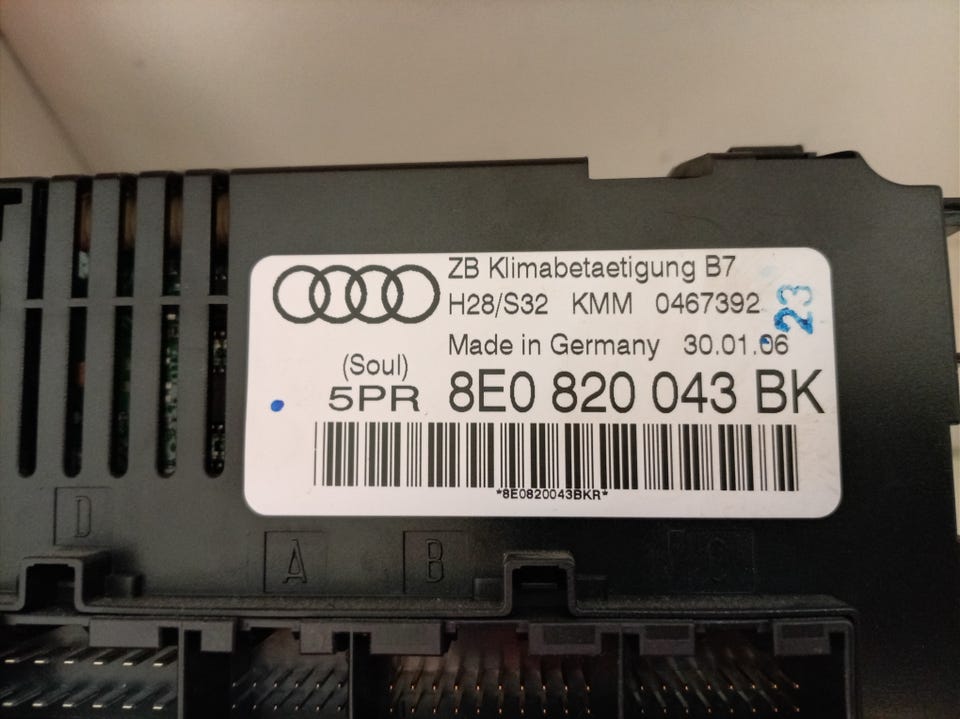 ZB Klimabetaetigung B7
H28/S32 KMM 0467392
23
Made in Germany 30.01.06
(Soul)
5PR 8E0 820 043 BK
*8E0820043BKR*
D
A
B
C